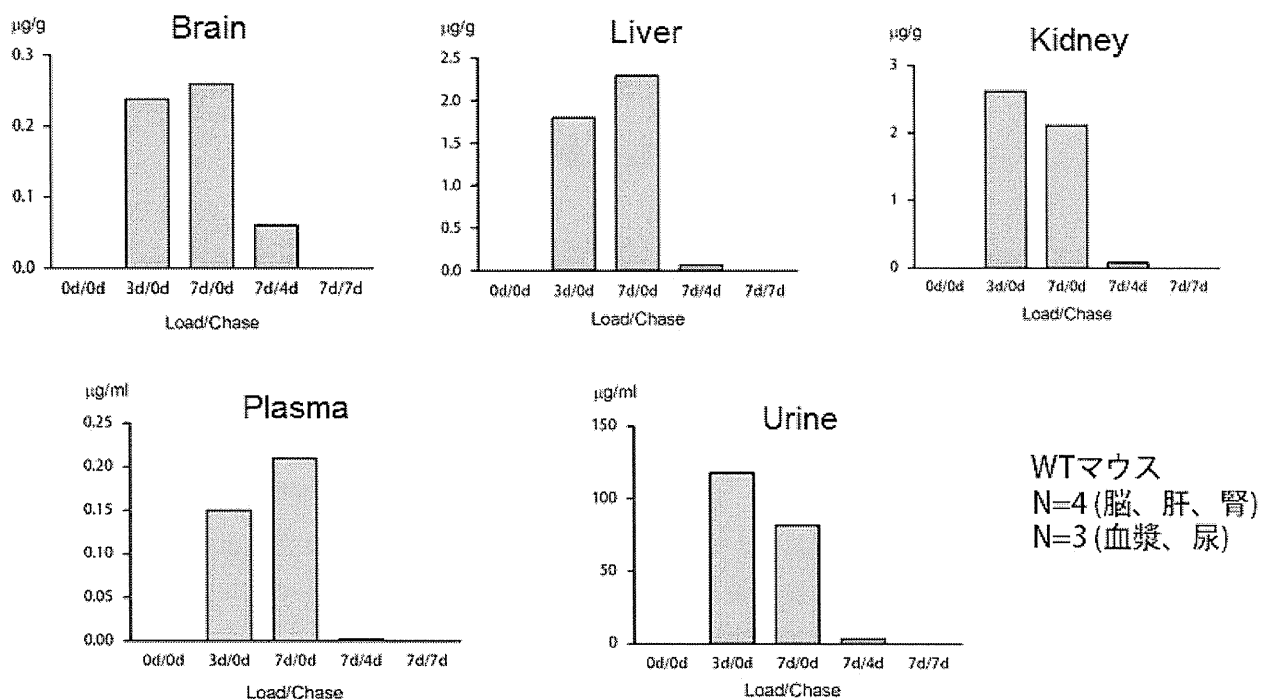 Brain
µg/g
0.3
0.2
0.1
0.0
0d/0d 3d/0d 7d/0d 7d/4d 7d/7d
Load/Chase
Liver
µg/g
2.5
2.0
1.5
1.0
0.5
0.0
0d/0d 3d/0d 7d/0d 7d/4d 7d/7d
Load/Chase
Kidney
µg/g
3
2
1
0
0d/0d 3d/0d 7d/0d 7d/4d 7d/7d
Load/Chase
Plasma
µg/ml
0.25
0.20
0.15
0.10
0.05
0.00
0d/0d 3d/0d 7d/0d 7d/4d 7d/7d
Load/Chase
Urine
µg/ml
150
100
50
0
0d/0d 3d/0d 7d/0d 7d/4d 7d/7d
Load/Chase
WTマウス
N=4 (脳、肝、腎)
N=3 (血漿、尿)